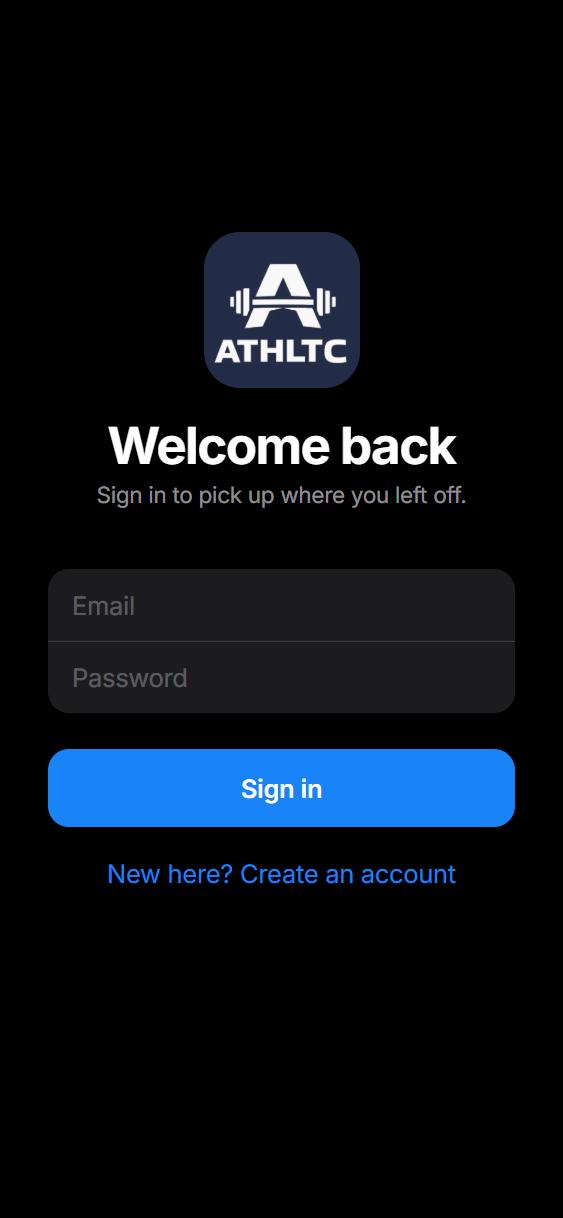 ATHLTC
Welcome back
Sign in to pick up where you left off.
Email
Password
Sign in
New here? Create an account